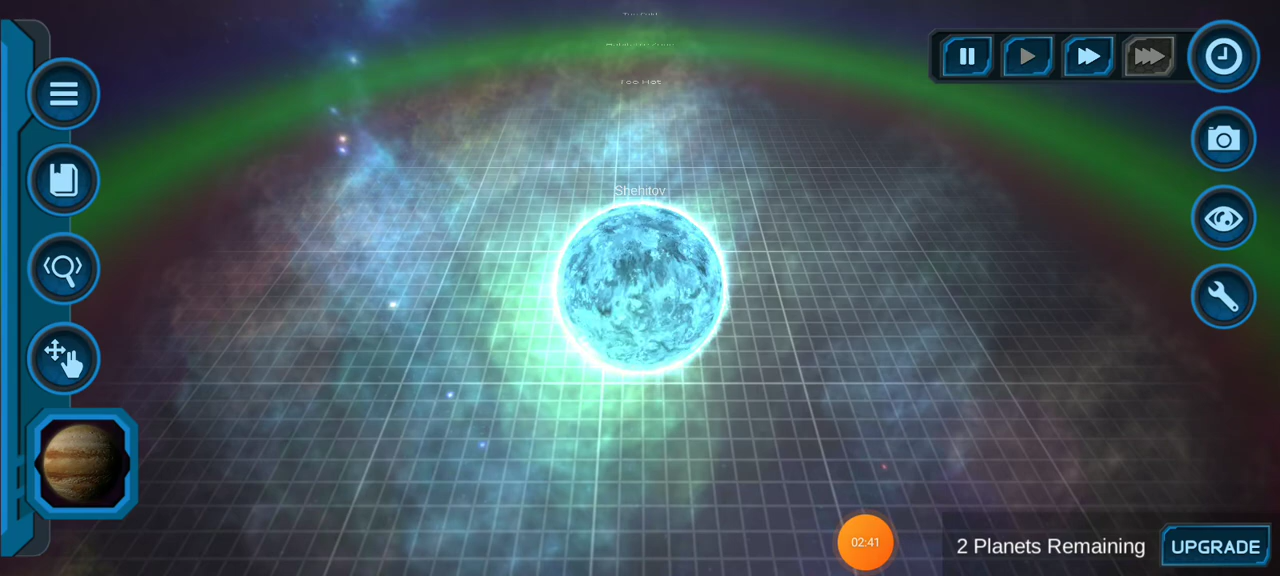 Too Hot
Shehitov
02:41
2 Planets Remaining
UPGRADE